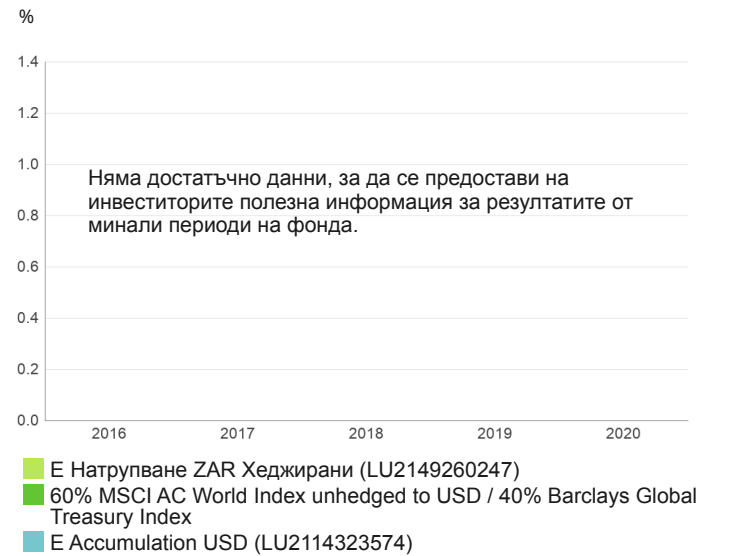 %
1.4
1.2
1.0
Няма достатъчно данни, за да се предостави на
инвеститорите полезна информация за резултатите от
0.8
минали периоди на фонда.
0.6
0.4
0.2
0.0
2016 2017 2018 2019 2020
Е Натрупване ZAR Хеджирани (LU2149260247)
60% MSCI AC World Index unhedged to USD / 40% Barclays Global
Treasury Index
E Accumulation USD (LU2114323574)